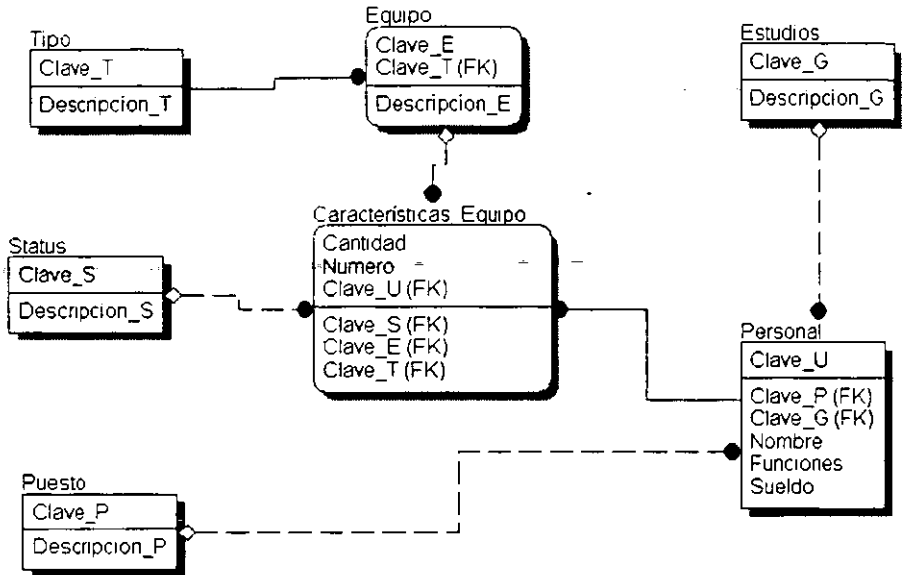 Tipo
Clave_T
Descripcion_T
Equipo
Clave_E
Clave_T (FK)
Descripcion_E
Estudios
Clave_G
Descripcion_G
Status
Clave_S
Descripcion_S
Características_Equipo
Cantidad
Numero
Clave_U (FK)
Clave_S (FK)
Clave_E (FK)
Clave_T (FK)
Personal
Clave_U
Clave_P (FK)
Clave_G (FK)
Nombre
Funciones
Sueldo
Puesto
Clave_P
Descripcion_P